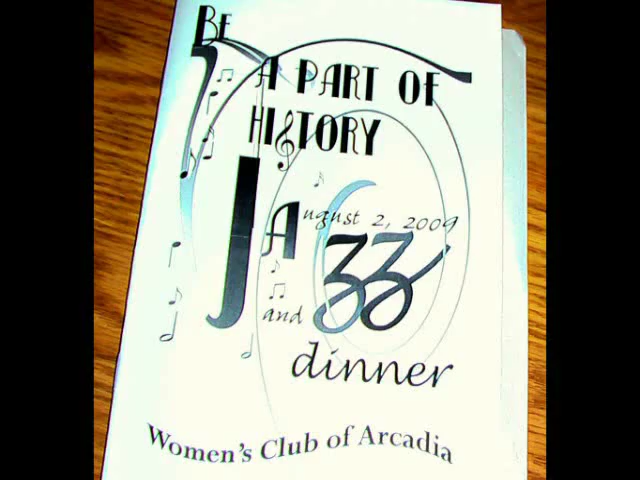 BE
A PART OF
HISTORY
August 2, 2009
JAzz
and
dinner
Women's Club of Arcadia